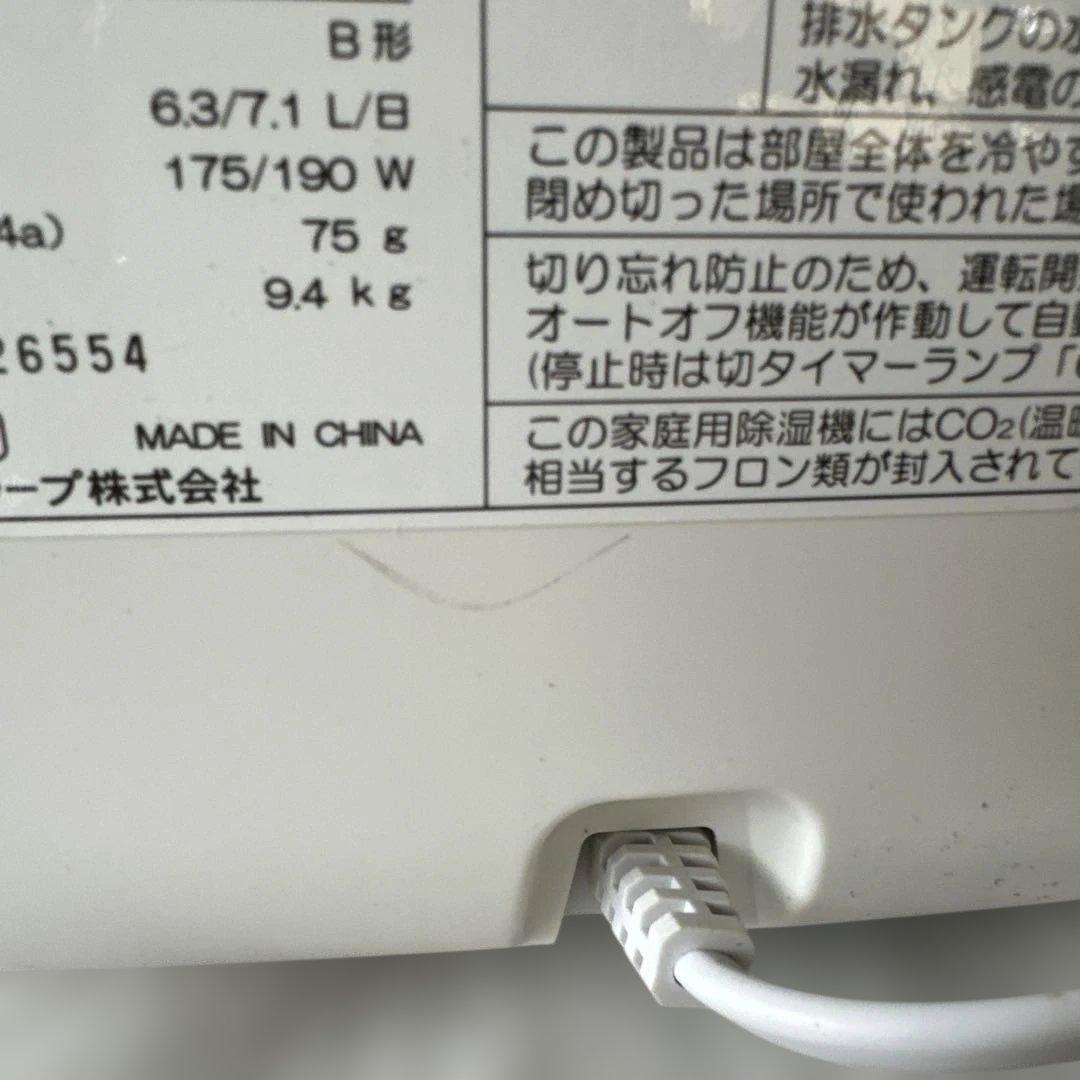 B形
6.3/7.1 L/日
175/190 W
4a) 75 g
9.4 kg
26554
MADE IN CHINA
ープ株式会社
排水タンクの水
水漏れ、感電の
この製品は部屋全体を冷やす
閉め切った場所で使われた場
切り忘れ防止のため、運転開
オートオフ機能が作動して自動
(停止時は切タイマーランプ「
この家庭用除湿機にはCO2(温暖
相当するフロン類が封入されて